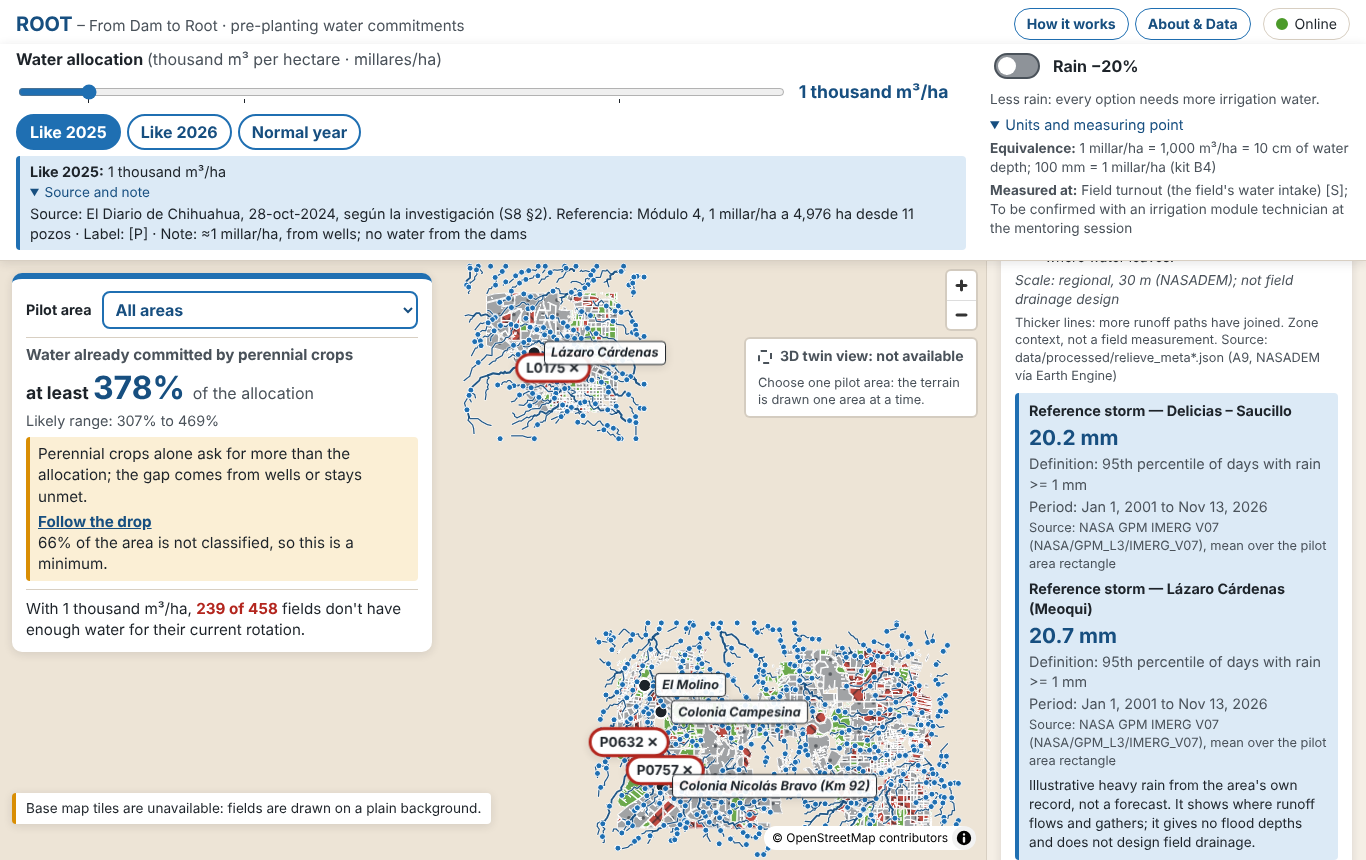 ROOT – From Dam to Root · pre-planting water commitments
How it works
About & Data
Online
Water allocation (thousand m³ per hectare · millares/ha)
1 thousand m³/ha
Like 2025
Like 2026
Normal year
Like 2025: 1 thousand m³/ha
▼ Source and note
Source: El Diario de Chihuahua, 28-oct-2024, según la investigación (S8 §2). Referencia: Módulo 4, 1 millar/ha a 4,976 ha desde 11
pozos · Label: [P] · Note: ≈1 millar/ha, from wells; no water from the dams
Rain −20%
Less rain: every option needs more irrigation water.
▼ Units and measuring point
Equivalence: 1 millar/ha = 1,000 m³/ha = 10 cm of water
depth; 100 mm = 1 millar/ha (kit B4)
Measured at: Field turnout (the field's water intake) [S];
To be confirmed with an irrigation module technician at
the mentoring session
Pilot area
All areas
Water already committed by perennial crops
at least 378% of the allocation
Likely range: 307% to 469%
Perennial crops alone ask for more than the
allocation; the gap comes from wells or stays
unmet.
Follow the drop
66% of the area is not classified, so this is a
minimum.
With 1 thousand m³/ha, 239 of 458 fields don't have
enough water for their current rotation.
Base map tiles are unavailable: fields are drawn on a plain background.
Lázaro Cárdenas
L0175 ✕
+
−
3D twin view: not available
Choose one pilot area: the terrain
is drawn one area at a time.
El Molino
Colonia Campesina
P0632 ✕
P0757 ✕
Colonia Nicolás Bravo (Km 92)
© OpenStreetMap contributors
Scale: regional, 30 m (NASADEM); not field
drainage design
Thicker lines: more runoff paths have joined. Zone
context, not a field measurement. Source:
data/processed/relieve_meta*.json (A9, NASADEM
vía Earth Engine)
Reference storm — Delicias – Saucillo
20.2 mm
Definition: 95th percentile of days with rain
>= 1 mm
Period: Jan 1, 2001 to Nov 13, 2026
Source: NASA GPM IMERG V07
(NASA/GPM_L3/IMERG_V07), mean over the pilot
area rectangle
Reference storm — Lázaro Cárdenas
(Meoqui)
20.7 mm
Definition: 95th percentile of days with rain
>= 1 mm
Period: Jan 1, 2001 to Nov 13, 2026
Source: NASA GPM IMERG V07
(NASA/GPM_L3/IMERG_V07), mean over the pilot
area rectangle
Illustrative heavy rain from the area's own
record, not a forecast. It shows where runoff
flows and gathers; it gives no flood depths
and does not design field drainage.